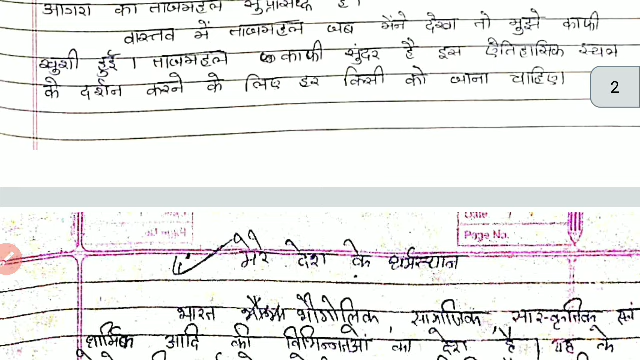 आगरा का ताजमहल सुप्रसिद्ध है।
वास्तव में ताजमहल जब मैंने देखा तो मुझे काफी
खुशी हुई। ताजमहल काफी सुंदर है इस ऐतिहासिक स्थल
के दर्शन करने के लिए हर किसी को जाना चाहिए।
2
Page No.
मेरे देश के धर्मस्थान
भारत भौगोलिक, सामाजिक, सांस्कृतिक एवं
धार्मिक आदि की विभिन्नताओं का देश है। यह के